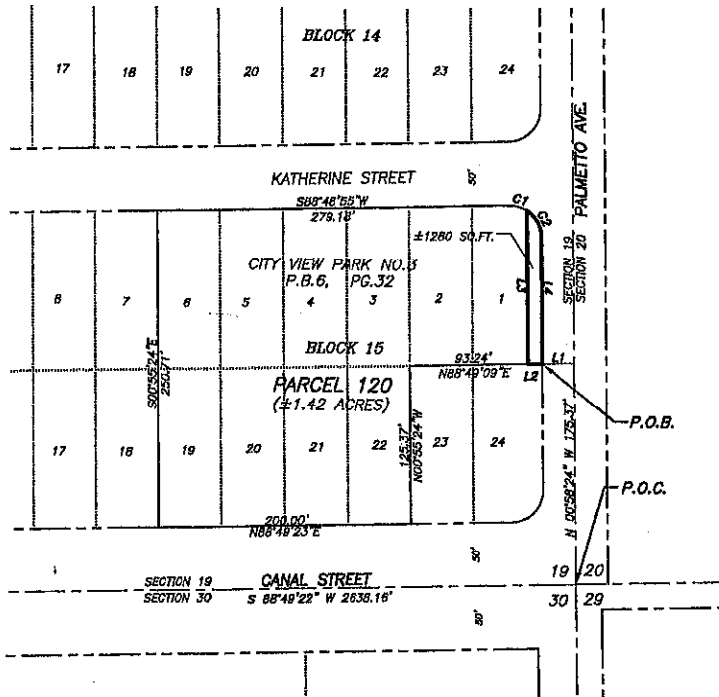 BLOCK 14
17 18 19 20 21 22 23 24
PALMETTO AVE.
KATHERINE STREET
50'
S88°48'55"W
279.18'
C1
C2
±1280 SQ.FT.
SECTION 19
SECTION 20
CITY VIEW PARK NO.3
P.B.6, PG.32
8 7 6 5 4 3 2 1
L3
L4
S00°55'24"E
250.71'
BLOCK 15
93.24'
N88°49'09"E
L1
L2
PARCEL 120
(±1.42 ACRES)
P.O.B.
125.37'
N00°55'24"W
N 00°58'24" W 175.37'
17 18 19 20 21 22 23 24
P.O.C.
200.00'
N88°49'23"E
50'
19 20
SECTION 19
CANAL STREET
SECTION 30
S 88°49'22" W 2638.16'
30 29
50'